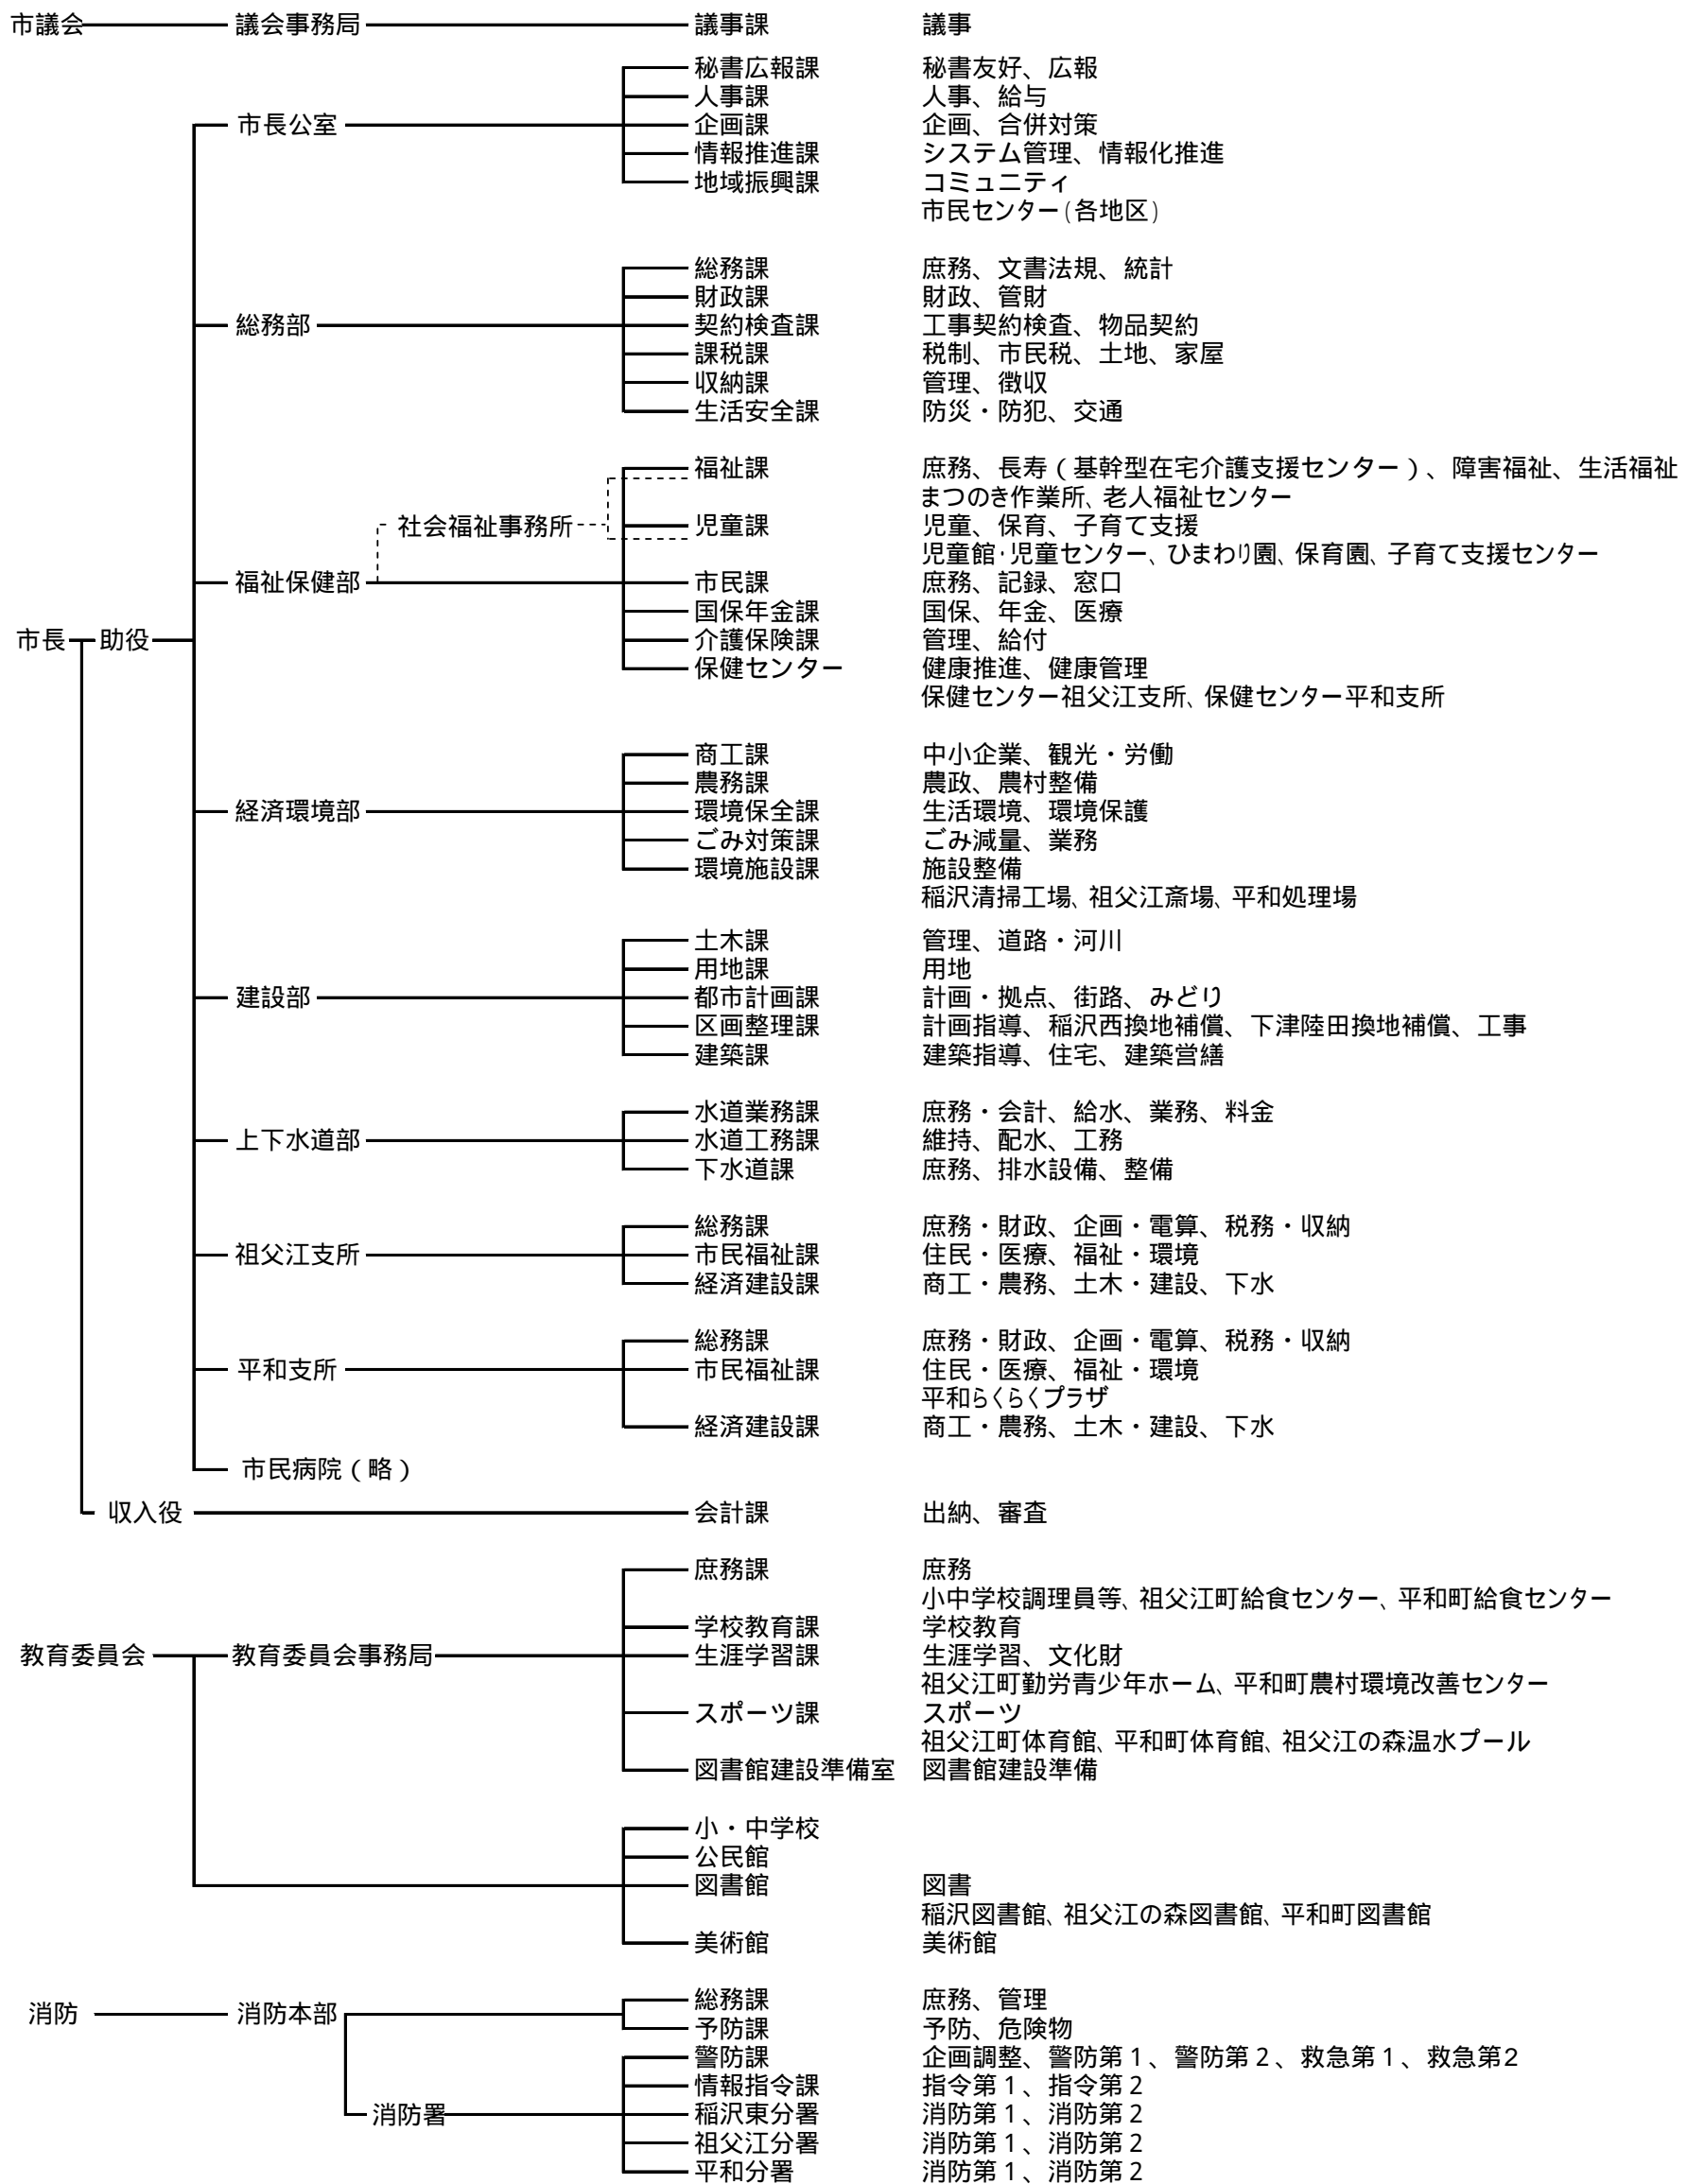 市議会 議会事務局 議事課 議事
秘書広報課 秘書友好、広報
人事課 人事、給与
市長公室 企画課 企画、合併対策
情報推進課 システム管理、情報化推進
地域振興課 コミュニティ
市民センター(各地区)
総務課 庶務、文書法規、統計
財政課 財政、管財
総務部 契約検査課 工事契約検査、物品契約
課税課 税制、市民税、土地、家屋
収納課 管理、徴収
生活安全課 防災・防犯、交通
福祉課 庶務、長寿（基幹型在宅介護支援センター）、障害福祉、生活福祉
まつのき作業所、老人福祉センター
社会福祉事務所 児童課 児童、保育、子育て支援
児童館・児童センター、ひまわり園、保育園、子育て支援センター
福祉保健部 市民課 庶務、記録、窓口
国保年金課 国保、年金、医療
市長 助役 介護保険課 管理、給付
保健センター 健康推進、健康管理
保健センター祖父江支所、保健センター平和支所
商工課 中小企業、観光・労働
農務課 農政、農村整備
経済環境部 環境保全課 生活環境、環境保護
ごみ対策課 ごみ減量、業務
環境施設課 施設整備
稲沢清掃工場、祖父江斎場、平和処理場
土木課 管理、道路・河川
用地課 用地
建設部 都市計画課 計画・拠点、街路、みどり
区画整理課 計画指導、稲沢西換地補償、下津陸田換地補償、工事
建築課 建築指導、住宅、建築営繕
水道業務課 庶務・会計、給水、業務、料金
上下水道部 水道工務課 維持、配水、工務
下水道課 庶務、排水設備、整備
総務課 庶務・財政、企画・電算、税務・収納
祖父江支所 市民福祉課 住民・医療、福祉・環境
経済建設課 商工・農務、土木・建設、下水
総務課 庶務・財政、企画・電算、税務・収納
平和支所 市民福祉課 住民・医療、福祉・環境
平和らくらくプラザ
経済建設課 商工・農務、土木・建設、下水
市民病院（略）
収入役 会計課 出納、審査
庶務課 庶務
小中学校調理員等、祖父江町給食センター、平和町給食センター
学校教育課 学校教育
教育委員会 教育委員会事務局 生涯学習課 生涯学習、文化財
祖父江町勤労青少年ホーム、平和町農村環境改善センター
スポーツ課 スポーツ
祖父江町体育館、平和町体育館、祖父江の森温水プール
図書館建設準備室 図書館建設準備
小・中学校
公民館
図書館 図書
稲沢図書館、祖父江の森図書館、平和町図書館
美術館 美術館
総務課 庶務、管理
消防 消防本部
予防課 予防、危険物
警防課 企画調整、警防第１、警防第２、救急第１、救急第2
情報指令課 指令第１、指令第２
消防署 稲沢東分署 消防第１、消防第２
祖父江分署 消防第１、消防第２
平和分署 消防第１、消防第２